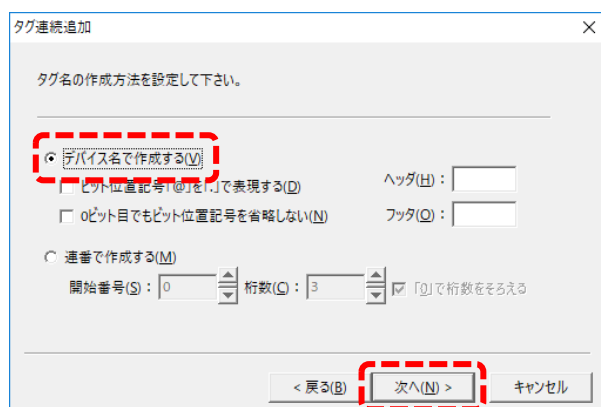 タグ連続追加
タグ名の作成方法を設定して下さい。
デバイス名で作成する(V)
ビット位置記号「@」を「.」で表現する(D)
ヘッダ(H)：
0ビット目でもビット位置記号を省略しない(N)
フッタ(O)：
連番で作成する(M)
開始番号(S)： 0 桁数(C)： 3 「0」で桁数をそろえる
< 戻る(B) 次へ(N) > キャンセル